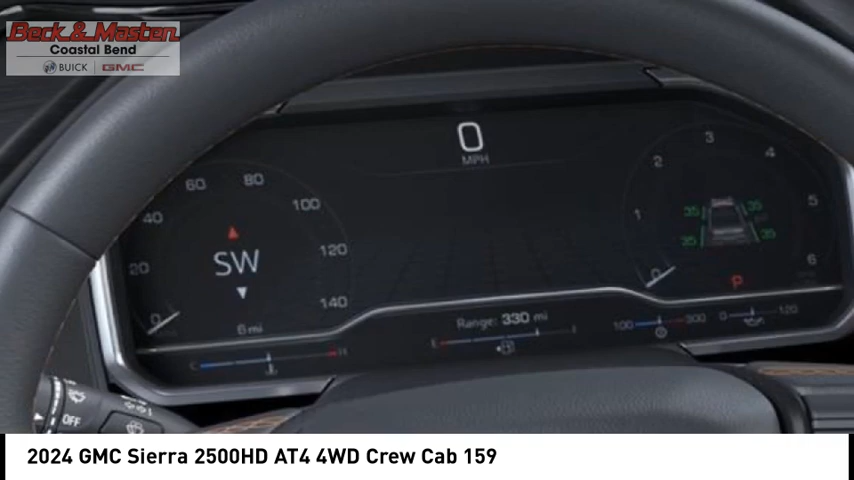 Beck & Masten
Coastal Bend
BUICK | GMC
0
MPH
0
20
40
60
80
100
120
140
SW
6 mi
C
H
Range: 330 mi
E
F
0
1
2
3
4
5
6
35
35
35
35
P
100
300
0
120
OFF
2024 GMC Sierra 2500HD AT4 4WD Crew Cab 159